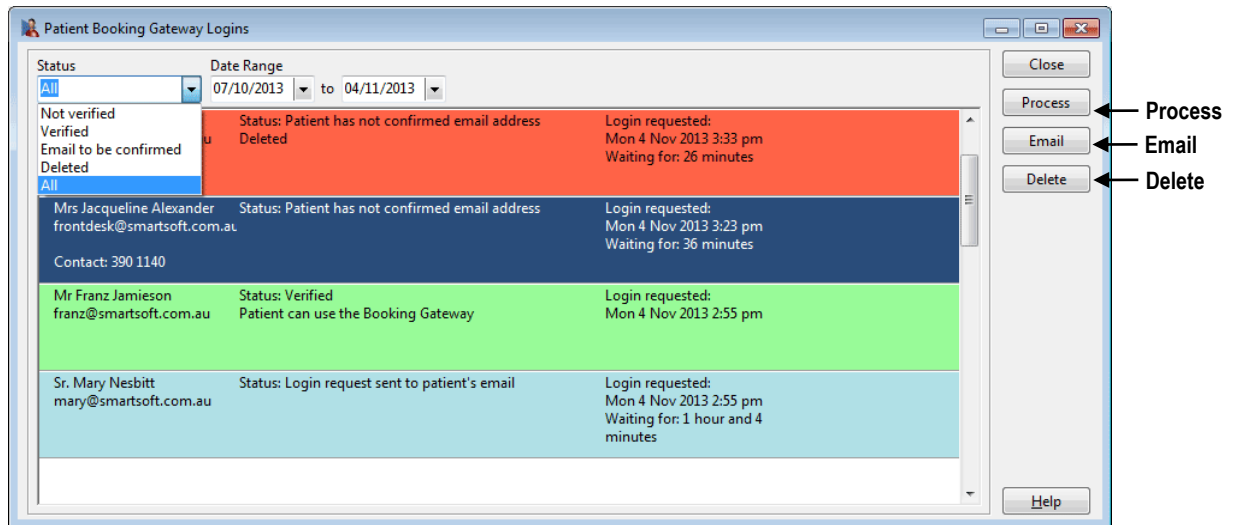 Patient Booking Gateway Logins
Status
Date Range
All
07/10/2013 to 04/11/2013
Not verified
Verified
Email to be confirmed
Deleted
All
u
Status: Patient has not confirmed email address
Deleted
Login requested:
Mon 4 Nov 2013 3:33 pm
Waiting for: 26 minutes
Mrs Jacqueline Alexander
frontdesk@smartsoft.com.au
Contact: 390 1140
Status: Patient has not confirmed email address
Login requested:
Mon 4 Nov 2013 3:23 pm
Waiting for: 36 minutes
Mr Franz Jamieson
franz@smartsoft.com.au
Status: Verified
Patient can use the Booking Gateway
Login requested:
Mon 4 Nov 2013 2:55 pm
Sr. Mary Nesbitt
mary@smartsoft.com.au
Status: Login request sent to patient's email
Login requested:
Mon 4 Nov 2013 2:55 pm
Waiting for: 1 hour and 4
minutes
Close
Process
Email
Delete
Help
Process
Email
Delete